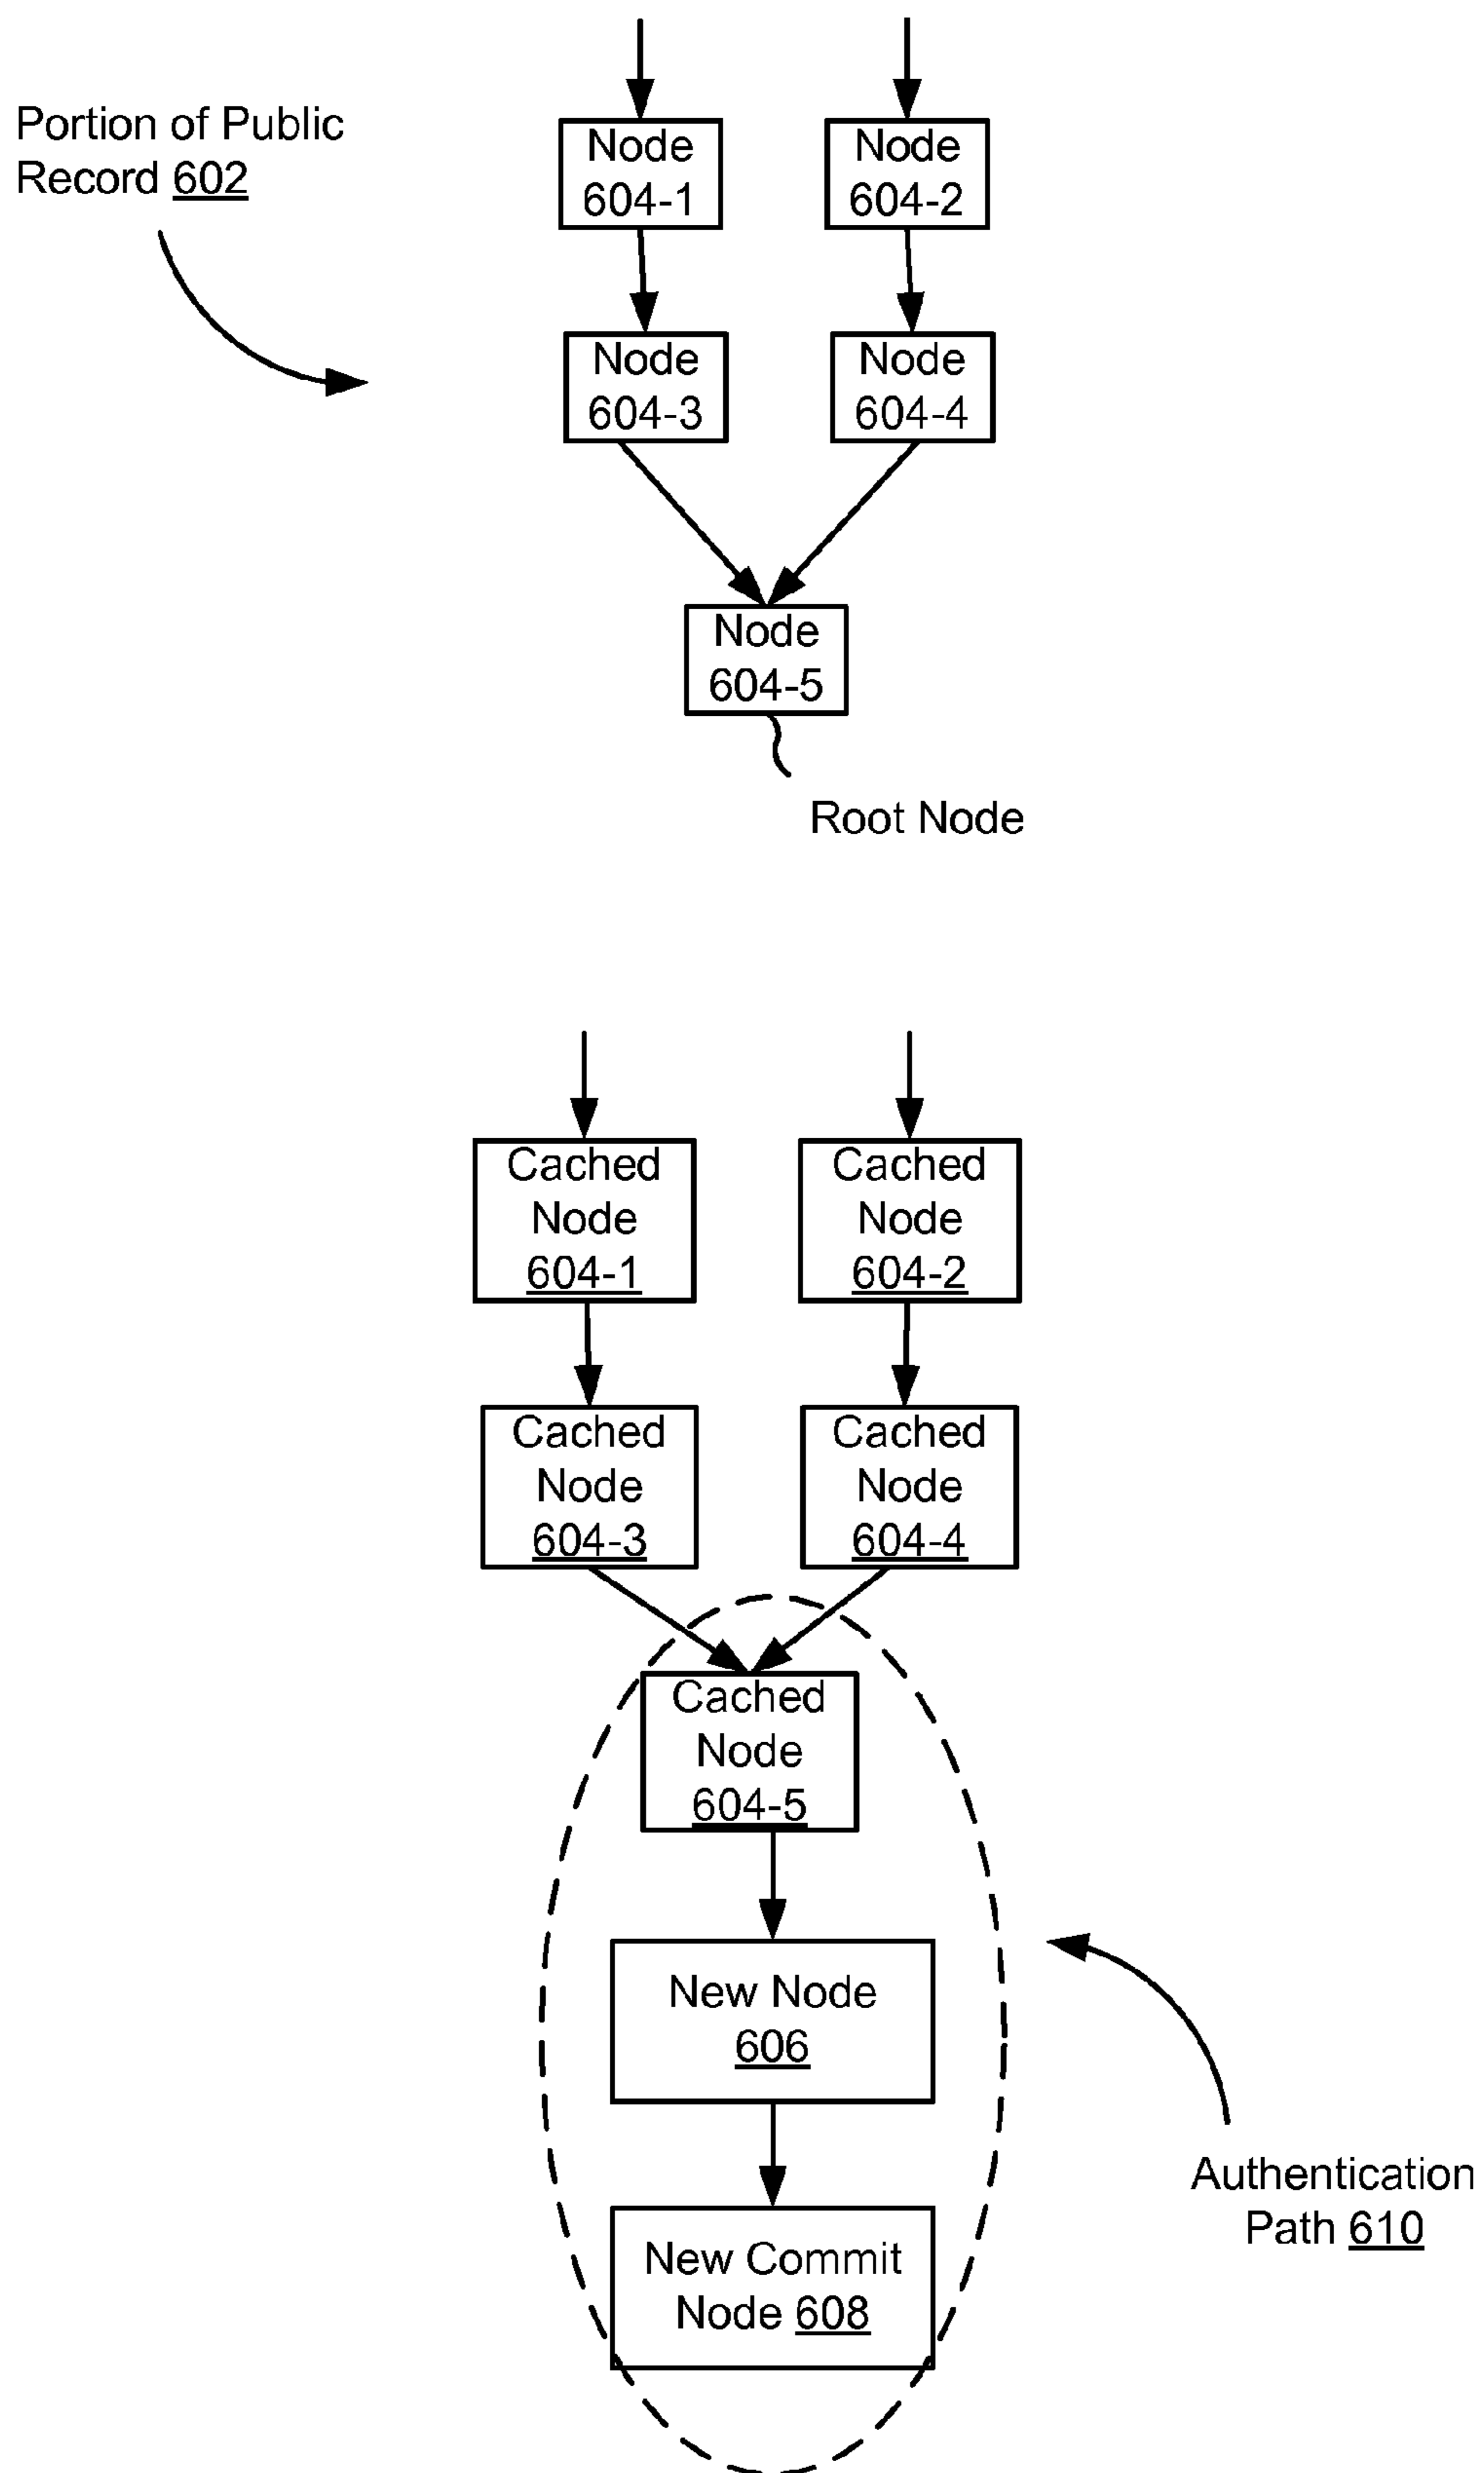 Portion of Public
Record 602
Node
604-1
Node
604-2
Node
604-3
Node
604-4
Node
604-5
Root Node
Cached
Node
604-1
Cached
Node
604-2
Cached
Node
604-3
Cached
Node
604-4
Cached
Node
604-5
New Node
606
New Commit
Node 608
Authentication
Path 610